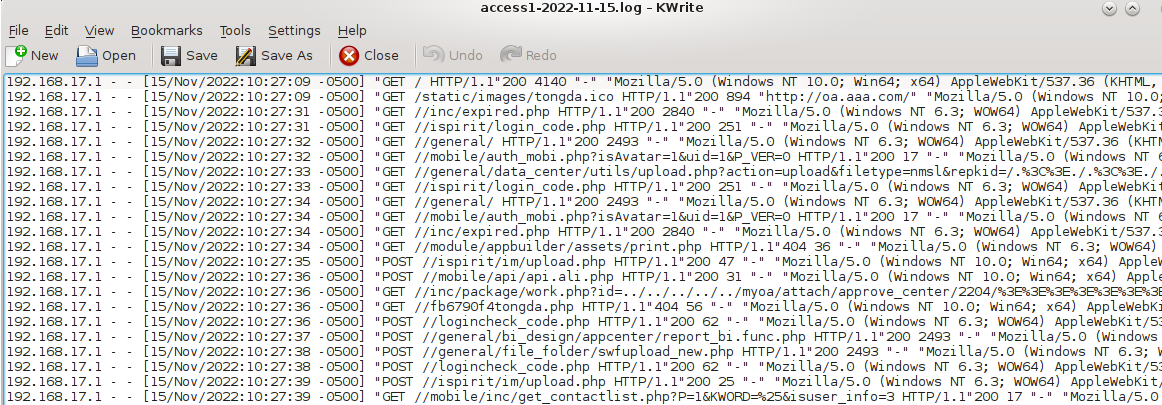 access1-2022-11-15.log – KWrite
File Edit View Bookmarks Tools Settings Help
New Open Save Save As Close Undo Redo
192.168.17.1 - - [15/Nov/2022:10:27:09 -0500] "GET / HTTP/1.1"200 4140 "-" "Mozilla/5.0 (Windows NT 10.0; Win64; x64) AppleWebKit/537.36 (KHTML,
192.168.17.1 - - [15/Nov/2022:10:27:09 -0500] "GET /static/images/tongda.ico HTTP/1.1"200 894 "http://oa.aaa.com/" "Mozilla/5.0 (Windows NT 10.0;
192.168.17.1 - - [15/Nov/2022:10:27:31 -0500] "GET //inc/expired.php HTTP/1.1"200 2840 "-" "Mozilla/5.0 (Windows NT 6.3; WOW64) AppleWebKit/537.
192.168.17.1 - - [15/Nov/2022:10:27:31 -0500] "GET //ispirit/login_code.php HTTP/1.1"200 251 "-" "Mozilla/5.0 (Windows NT 6.3; WOW64) AppleWebKi
192.168.17.1 - - [15/Nov/2022:10:27:32 -0500] "GET //general/ HTTP/1.1"200 2493 "-" "Mozilla/5.0 (Windows NT 6.3; WOW64) AppleWebKit/537.36 (KHT
192.168.17.1 - - [15/Nov/2022:10:27:32 -0500] "GET //mobile/auth_mobi.php?isAvatar=1&uid=1&P_VER=0 HTTP/1.1"200 17 "-" "Mozilla/5.0 (Windows NT
192.168.17.1 - - [15/Nov/2022:10:27:33 -0500] "GET //general/data_center/utils/upload.php?action=upload&filetype=nmsl&repkid=/.%3C%3E./.%3C%3E./.
192.168.17.1 - - [15/Nov/2022:10:27:33 -0500] "GET //ispirit/login_code.php HTTP/1.1"200 251 "-" "Mozilla/5.0 (Windows NT 6.3; WOW64) AppleWebKi
192.168.17.1 - - [15/Nov/2022:10:27:34 -0500] "GET //general/ HTTP/1.1"200 2493 "-" "Mozilla/5.0 (Windows NT 6.3; WOW64) AppleWebKit/537.36 (KHT
192.168.17.1 - - [15/Nov/2022:10:27:34 -0500] "GET //mobile/auth_mobi.php?isAvatar=1&uid=1&P_VER=0 HTTP/1.1"200 17 "-" "Mozilla/5.0 (Windows NT
192.168.17.1 - - [15/Nov/2022:10:27:34 -0500] "GET //inc/expired.php HTTP/1.1"200 2840 "-" "Mozilla/5.0 (Windows NT 6.3; WOW64) AppleWebKit/537.
192.168.17.1 - - [15/Nov/2022:10:27:34 -0500] "GET //module/appbuilder/assets/print.php HTTP/1.1"404 36 "-" "Mozilla/5.0 (Windows NT 6.3; WOW64)
192.168.17.1 - - [15/Nov/2022:10:27:35 -0500] "POST //ispirit/im/upload.php HTTP/1.1"200 47 "-" "Mozilla/5.0 (Windows NT 10.0; Win64; x64) Apple
192.168.17.1 - - [15/Nov/2022:10:27:36 -0500] "POST //mobile/api/api.ali.php HTTP/1.1"200 31 "-" "Mozilla/5.0 (Windows NT 10.0; Win64; x64) Appl
192.168.17.1 - - [15/Nov/2022:10:27:36 -0500] "GET //inc/package/work.php?id=../../../../../myoa/attach/approve_center/2204/%3E%3E%3E%3E%3E%3E%3E
192.168.17.1 - - [15/Nov/2022:10:27:36 -0500] "GET //fb6790f4tongda.php HTTP/1.1"404 56 "-" "Mozilla/5.0 (Windows NT 10.0; Win64; x64) AppleWebK
192.168.17.1 - - [15/Nov/2022:10:27:36 -0500] "POST //logincheck_code.php HTTP/1.1"200 62 "-" "Mozilla/5.0 (Windows NT 6.3; WOW64) AppleWebKit/5
192.168.17.1 - - [15/Nov/2022:10:27:37 -0500] "POST //general/bi_design/appcenter/report_bi.func.php HTTP/1.1"200 2493 "-" "Mozilla/5.0 (Windows
192.168.17.1 - - [15/Nov/2022:10:27:38 -0500] "POST //general/file_folder/swfupload_new.php HTTP/1.1"200 2493 "-" "Mozilla/5.0 (Windows NT 6.3; W
192.168.17.1 - - [15/Nov/2022:10:27:38 -0500] "POST //logincheck_code.php HTTP/1.1"200 62 "-" "Mozilla/5.0 (Windows NT 6.3; WOW64) AppleWebKit/5
192.168.17.1 - - [15/Nov/2022:10:27:39 -0500] "POST //ispirit/im/upload.php HTTP/1.1"200 25 "-" "Mozilla/5.0 (Windows NT 6.3; WOW64) AppleWebKit
192.168.17.1 - - [15/Nov/2022:10:27:39 -0500] "GET //mobile/inc/get_contactlist.php?P=1&KWORD=%25&isuser_info=3 HTTP/1.1"200 17 "-" "Mozilla/5.0